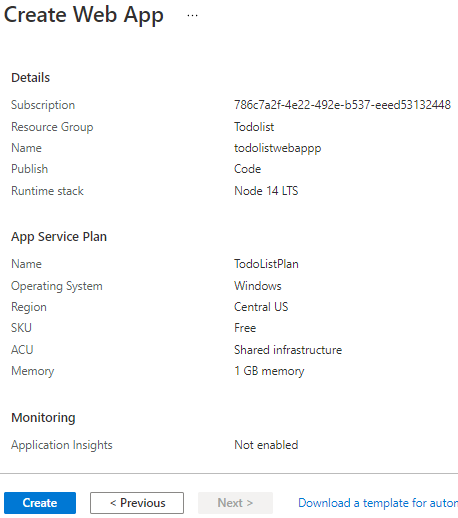 Create Web App ...
Details
Subscription 786c7a2f-4e22-492e-b537-eeed53132448
Resource Group Todolist
Name todolistwebappp
Publish Code
Runtime stack Node 14 LTS
App Service Plan
Name TodoListPlan
Operating System Windows
Region Central US
SKU Free
ACU Shared infrastructure
Memory 1 GB memory
Monitoring
Application Insights Not enabled
Create < Previous Next > Download a template for autor